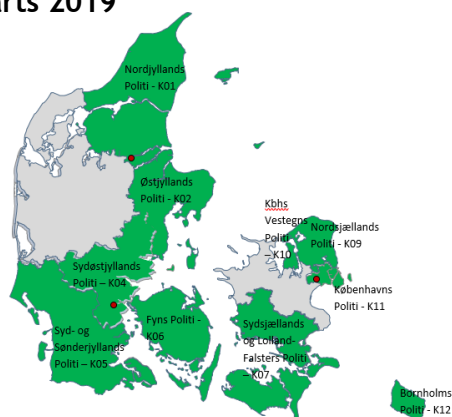 arts 2019
Nordjyllands
Politi - K01
Østjyllands
Politi - K02
Kbhs
Vestegns
Politi
– K10
Nordsjællands
Politi - K09
Sydøstjyllands
Politi – K04
Københavns
Politi - K11
Fyns Politi -
K06
Sydsjællands
og Lolland-
Falsters Politi
– K07
Syd- og
Sønderjyllands
Politi – K05
Bornholms
Politi - K12